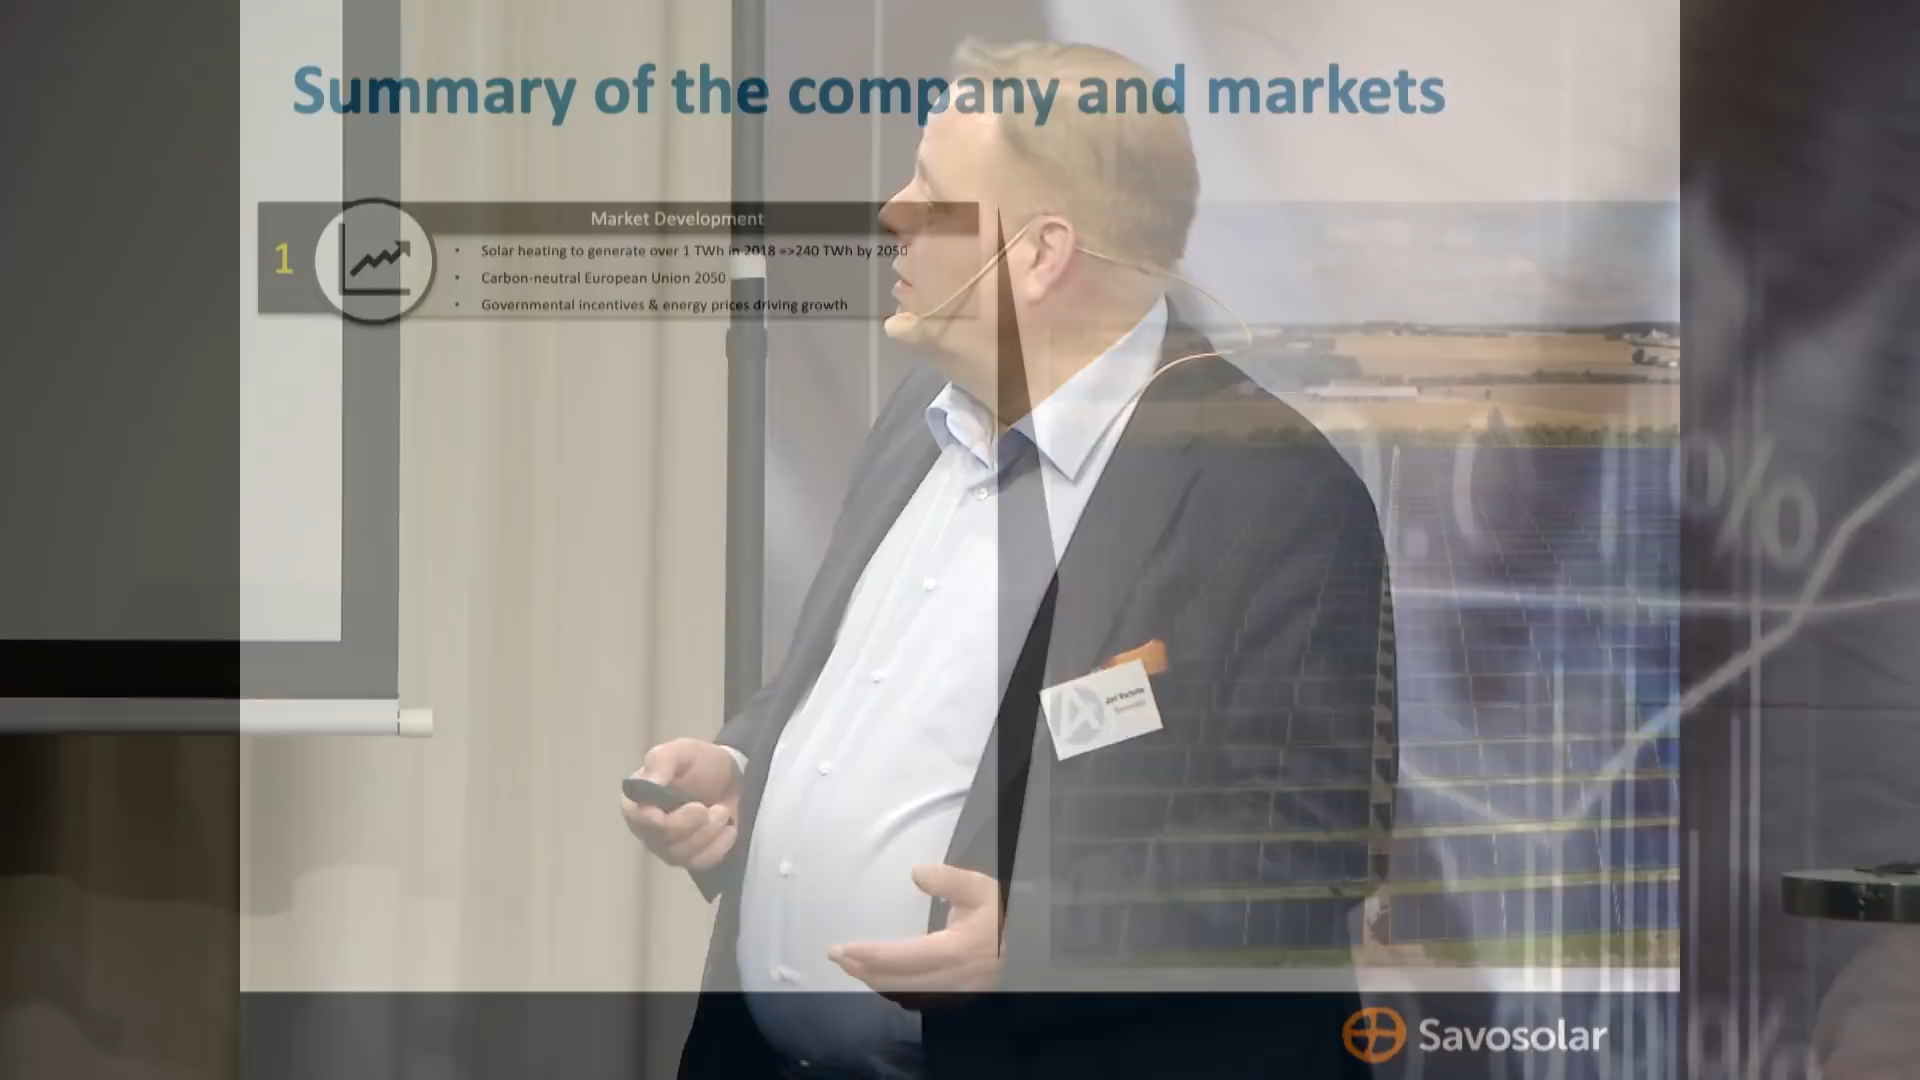 Summary of the company and markets
1
Market Development
• Solar heating to generate over 1 TWh in 2018 =>240 TWh by 2050
• Carbon-neutral European Union 2050
• Governmental incentives & energy prices driving growth
%
A
Jari
Savosolar